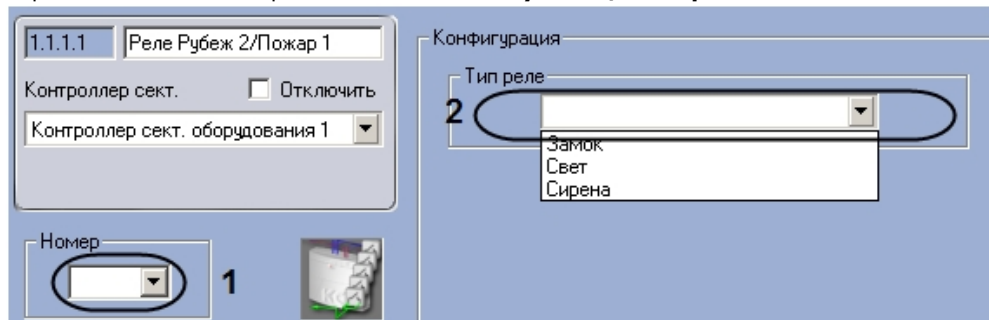 1.1.1.1 Реле Рубеж 2/Пожар 1
Контроллер сект. Отключить
Контроллер сект. оборудования 1
Номер
1
Конфигурация
Тип реле
2
Замок
Свет
Сирена